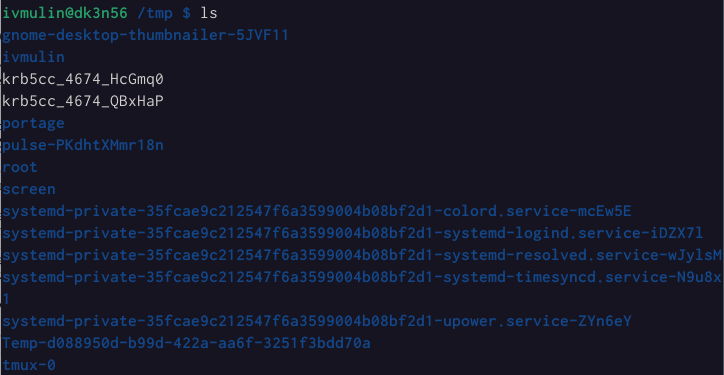 ivmulin@dk3n56 /tmp $ ls
gnome-desktop-thumbnailer-5JVF11
ivmulin
krb5cc_4674_HcGmq0
krb5cc_4674_QBxHaP
portage
pulse-PKdhtXMmr18n
root
screen
systemd-private-35fcae9c212547f6a3599004b08bf2d1-colord.service-mcEw5E
systemd-private-35fcae9c212547f6a3599004b08bf2d1-systemd-logind.service-iDZX7l
systemd-private-35fcae9c212547f6a3599004b08bf2d1-systemd-resolved.service-wJylsM
systemd-private-35fcae9c212547f6a3599004b08bf2d1-systemd-timesyncd.service-N9u8x
1
systemd-private-35fcae9c212547f6a3599004b08bf2d1-upower.service-ZYn6eY
Temp-d088950d-b99d-422a-aa6f-3251f3bdd70a
tmux-0